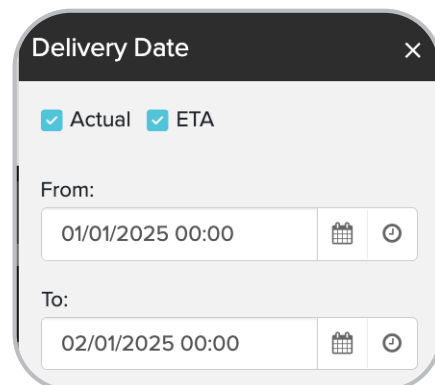 Delivery Date
Actual ETA
From:
01/01/2025 00:00
To:
02/01/2025 00:00